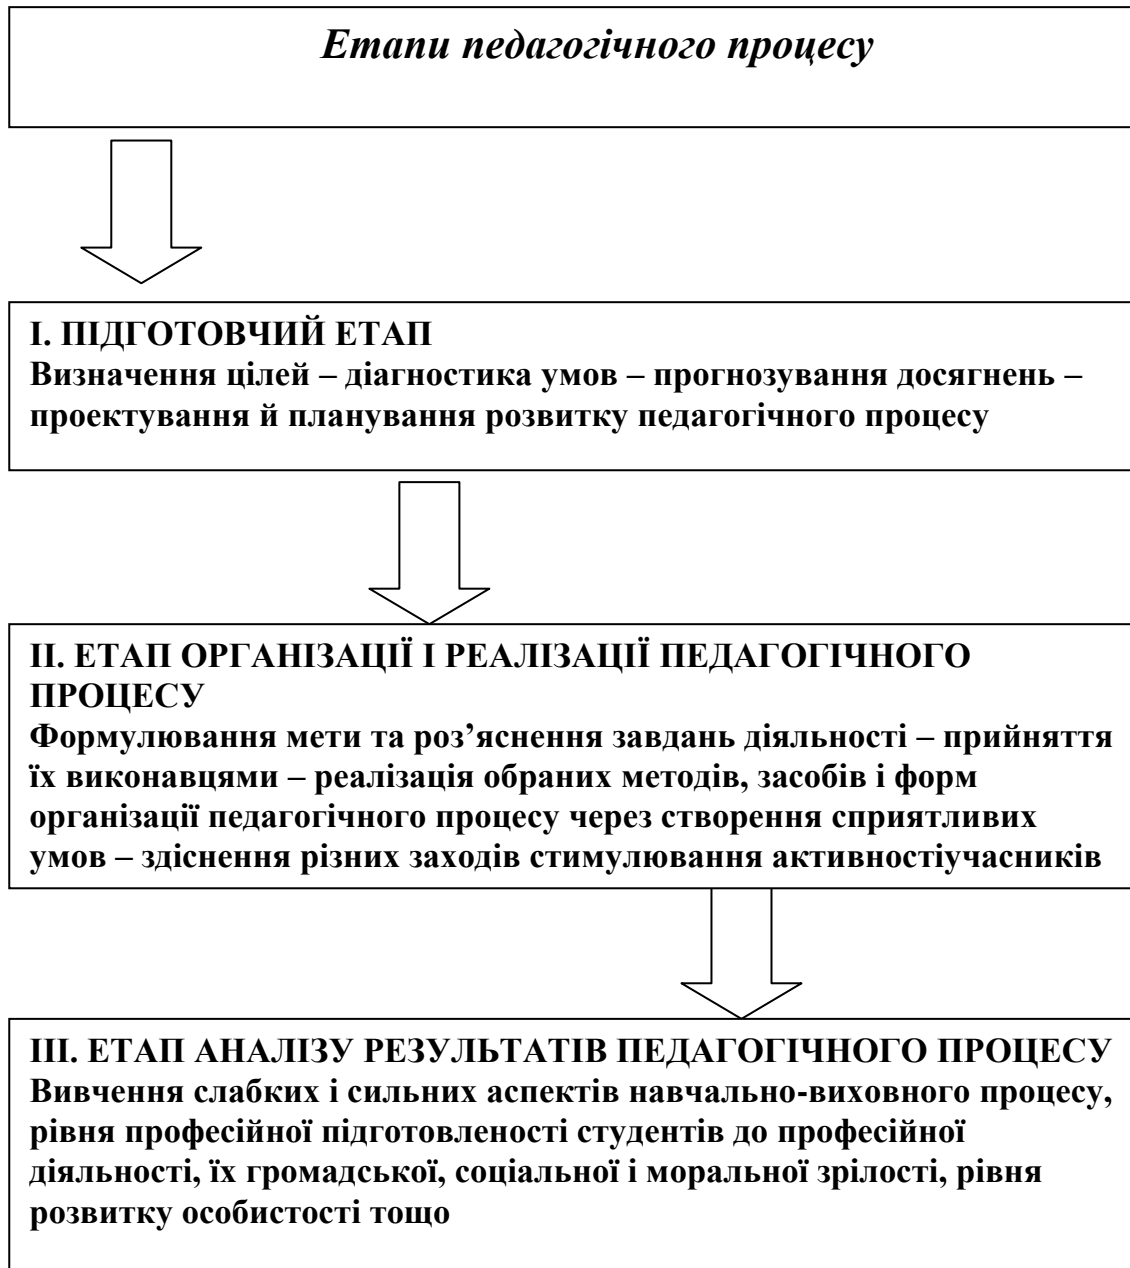 Етапи педагогічного процесу
І. ПІДГОТОВЧИЙ ЕТАП
Визначення цілей – діагностика умов – прогнозування досягнень –
проектування й планування розвитку педагогічного процесу
ІІ. ЕТАП ОРГАНІЗАЦІЇ І РЕАЛІЗАЦІЇ ПЕДАГОГІЧНОГО
ПРОЦЕСУ
Формулювання мети та роз’яснення завдань діяльності – прийняття
їх виконавцями – реалізація обраних методів, засобів і форм
організації педагогічного процесу через створення сприятливих
умов – здіснення різних заходів стимулювання активностіучасників
ІІІ. ЕТАП АНАЛІЗУ РЕЗУЛЬТАТІВ ПЕДАГОГІЧНОГО ПРОЦЕСУ
Вивчення слабких і сильних аспектів навчально-виховного процесу,
рівня професійної підготовленості студентів до професійної
діяльності, їх громадської, соціальної і моральної зрілості, рівня
розвитку особистості тощо